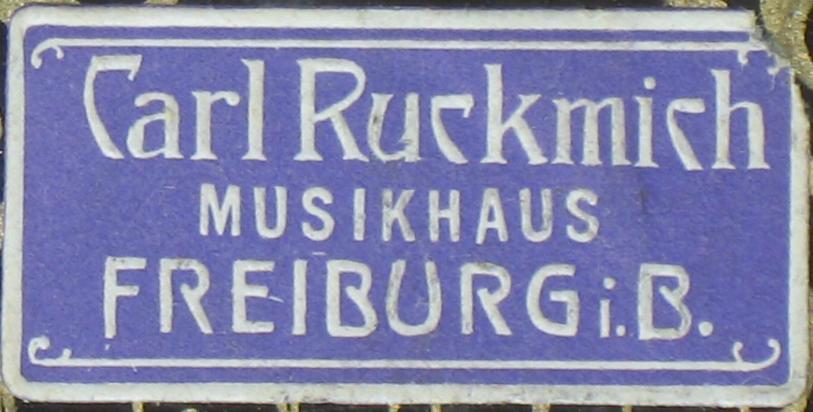 Carl Ruckmich
MUSIKHAUS
FREIBURG i. B.